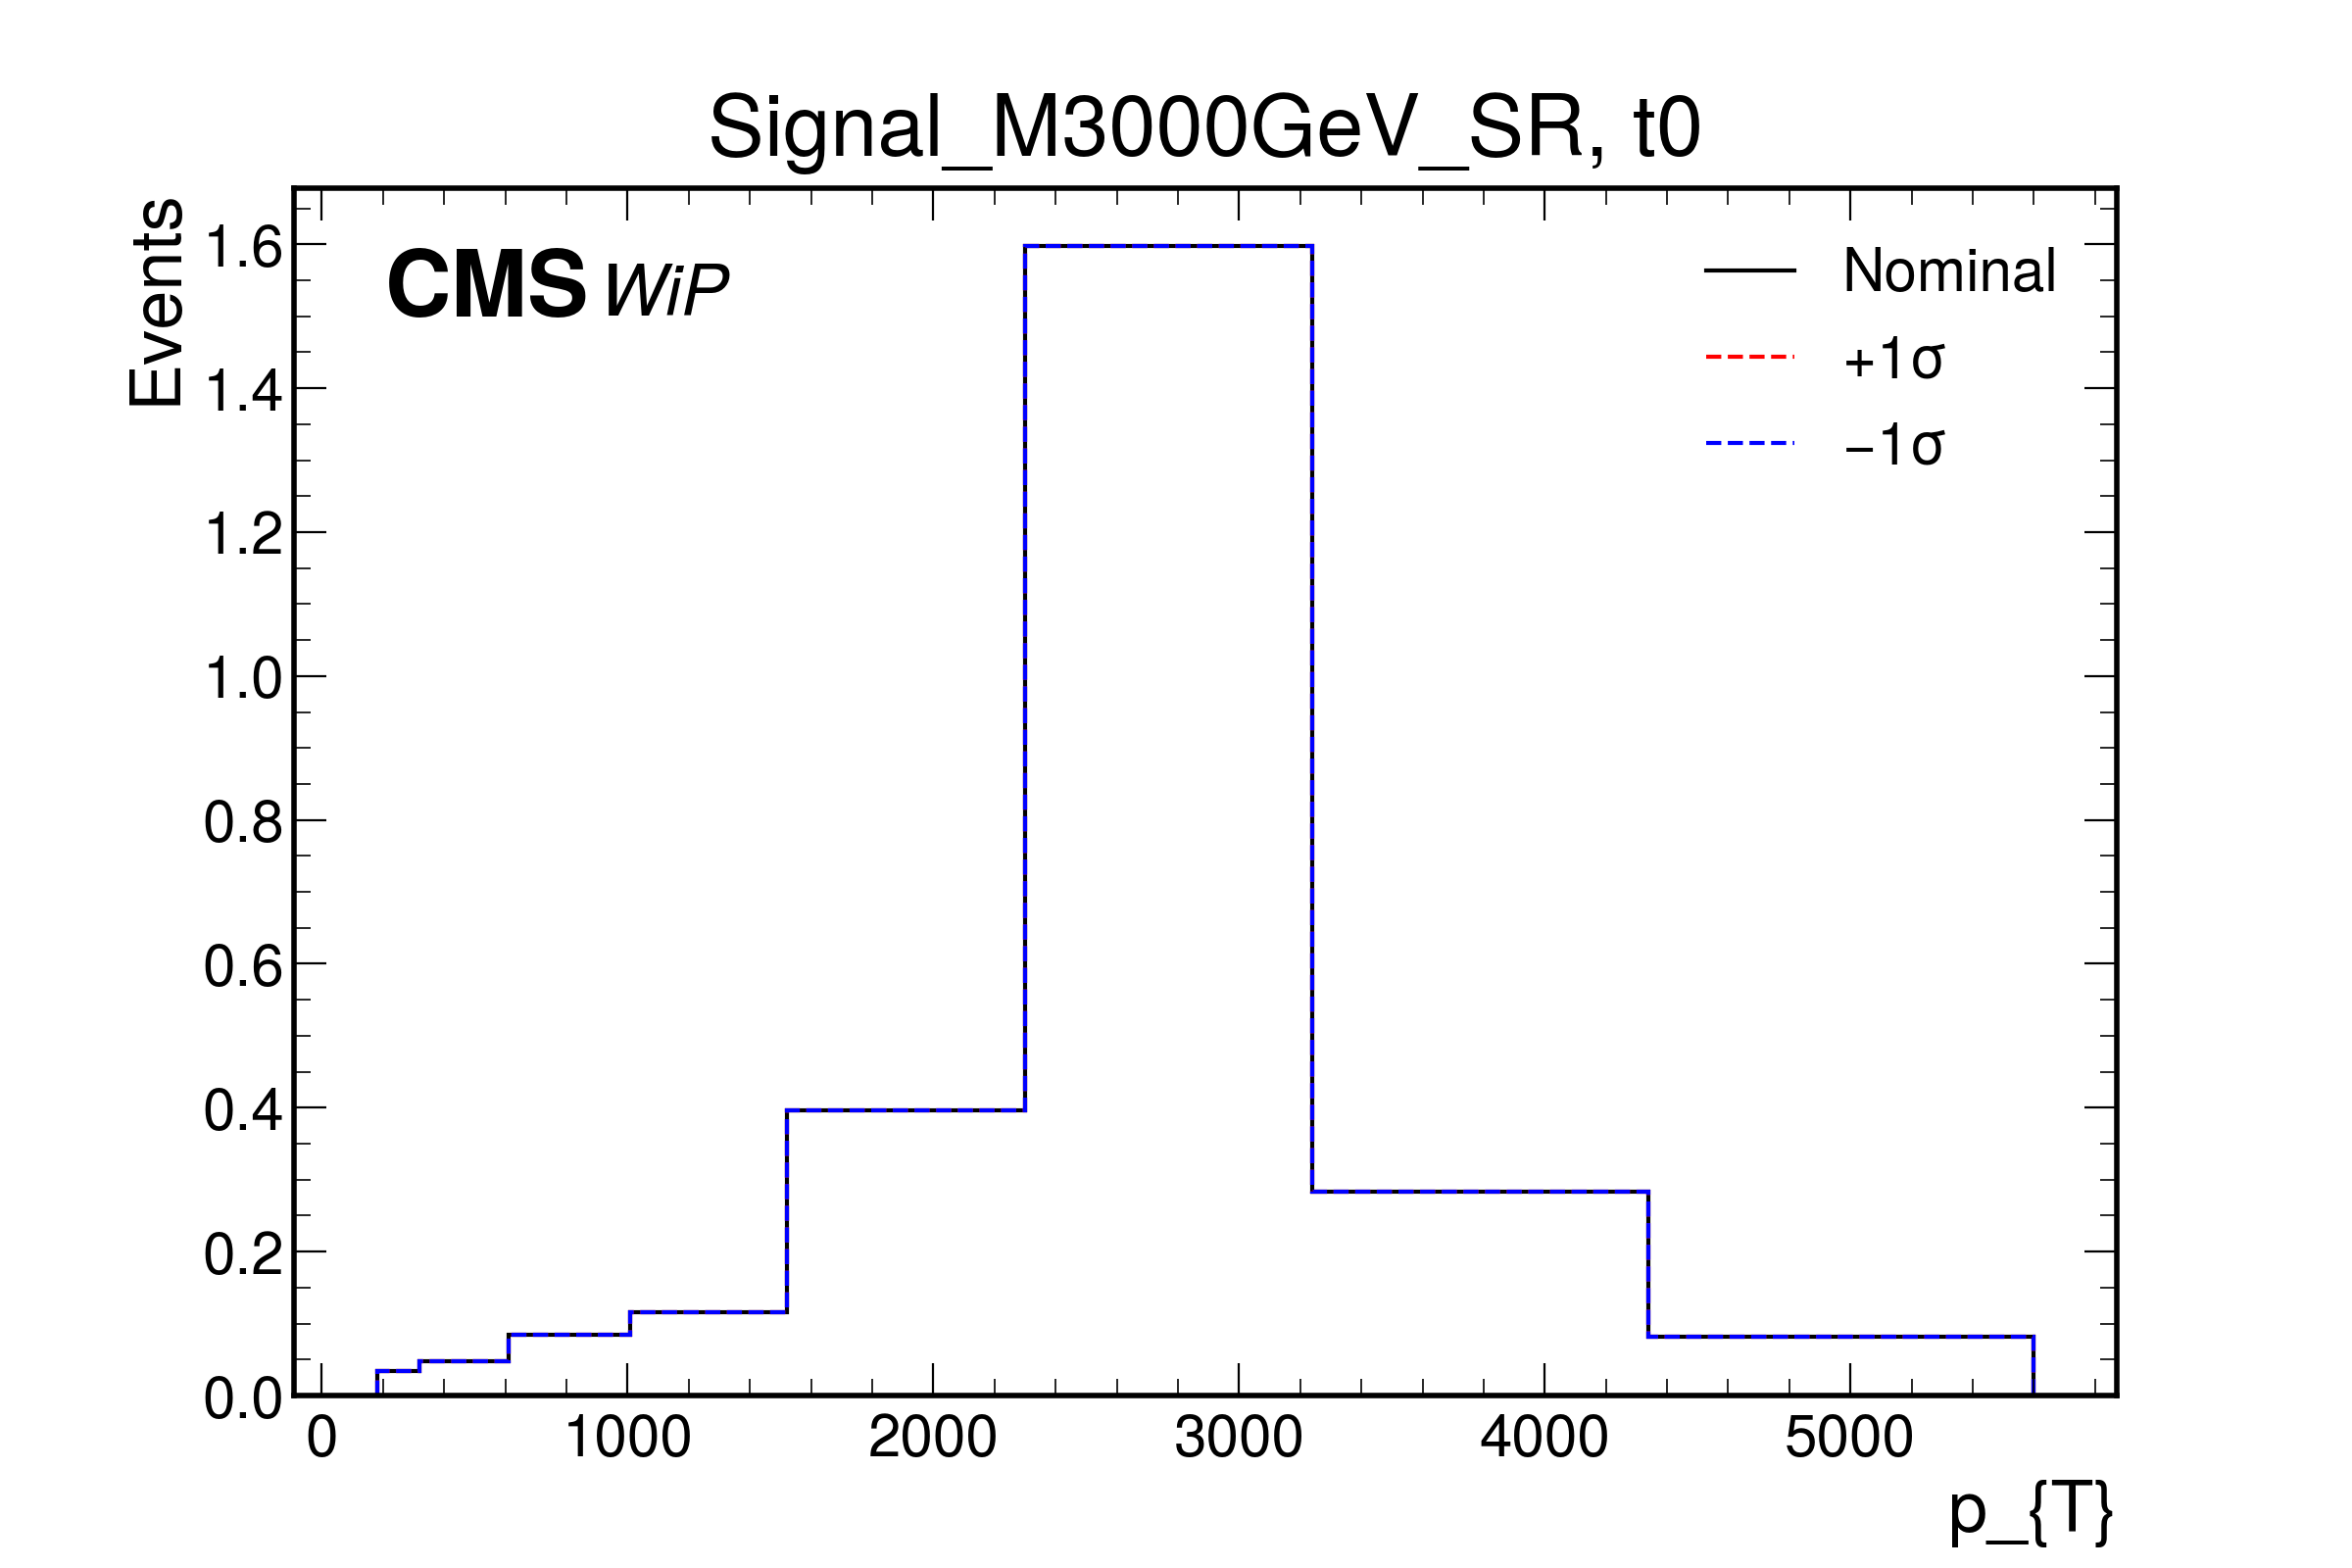 Signal_M3000GeV_SR, t0
Events
CMS WiP
Nominal
+1σ
−1σ
1.6
1.4
1.2
1.0
0.8
0.6
0.4
0.2
0.0
0 1000 2000 3000 4000 5000
p_{T}